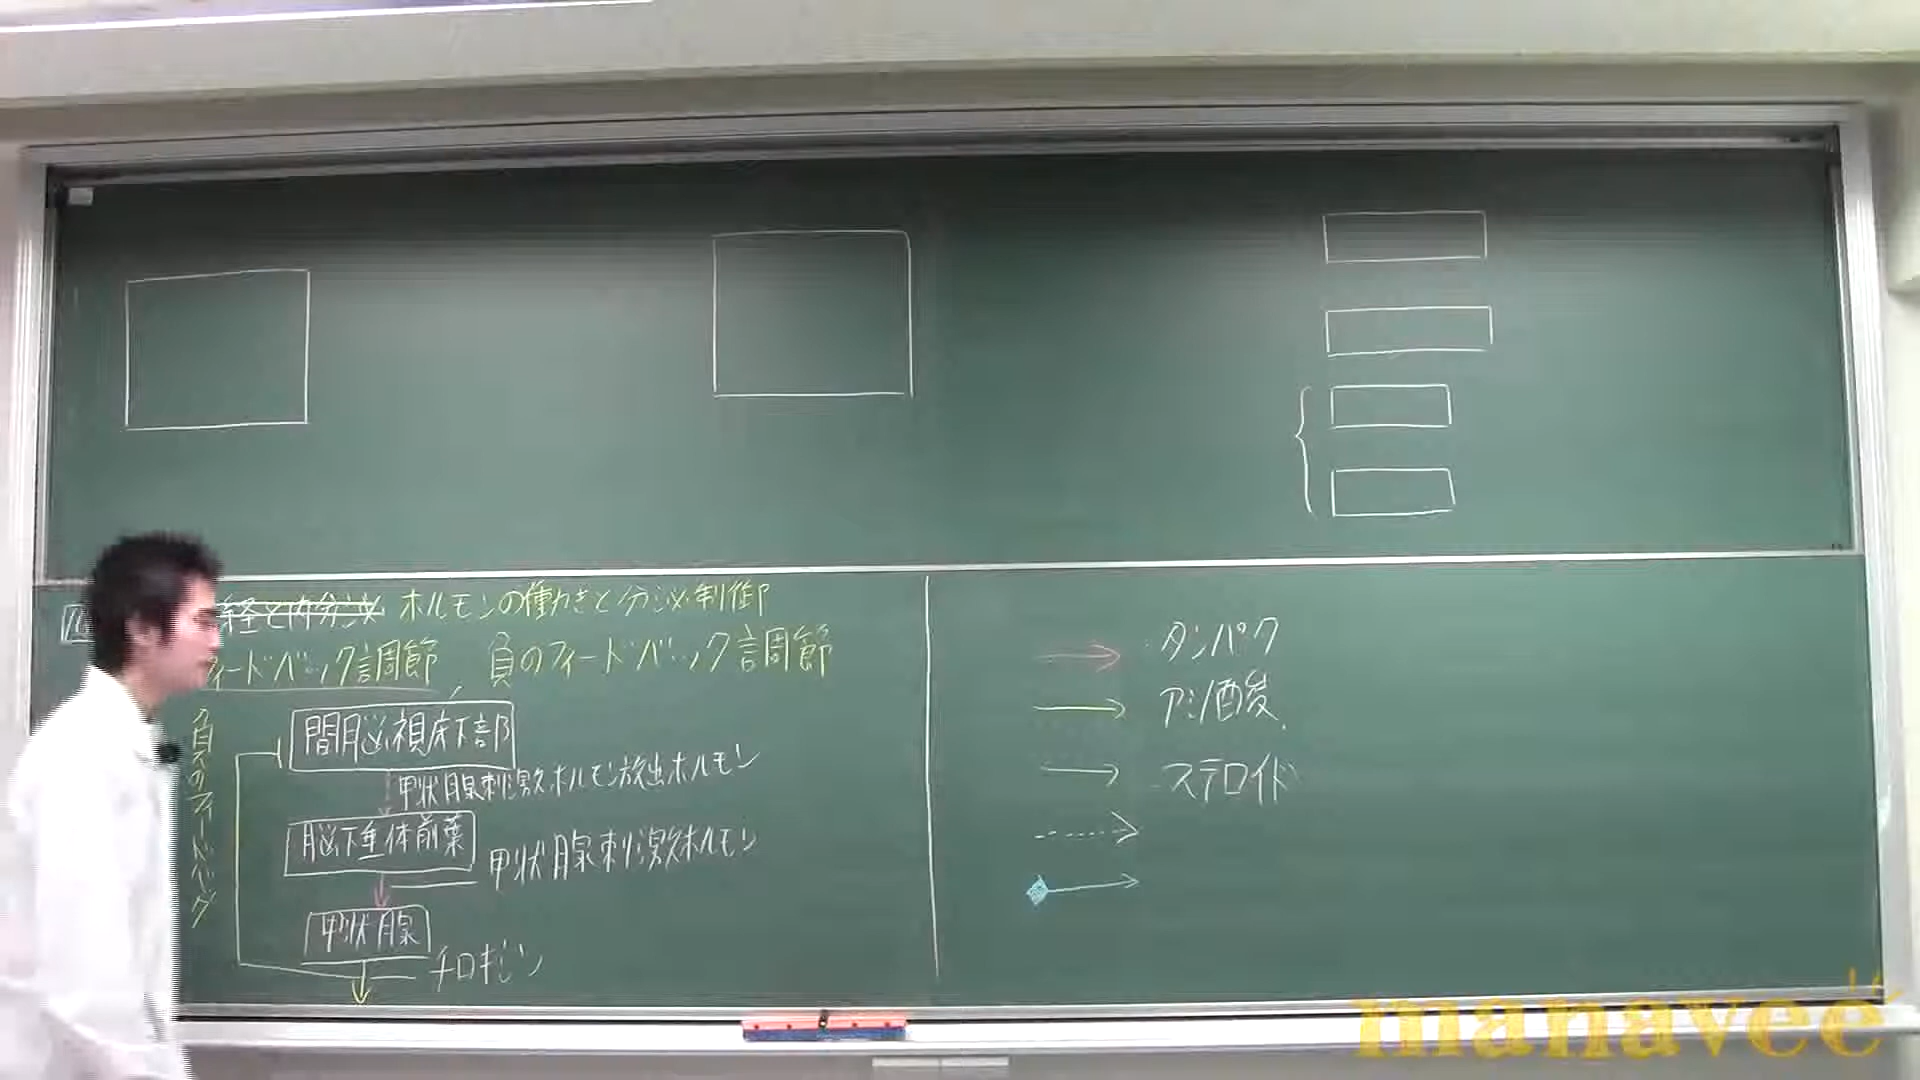 経と内分泌 ホルモンの働きと分泌制御
ィードバック調節 負のフィードバック調節
負のフィードバック
間脳視床下部
甲状腺刺激ホルモン放出ホルモン
脳下垂体前葉
甲状腺刺激ホルモン
甲状腺
チロキシン
・タンパク
アミノ酸
・ステロイド
manavee